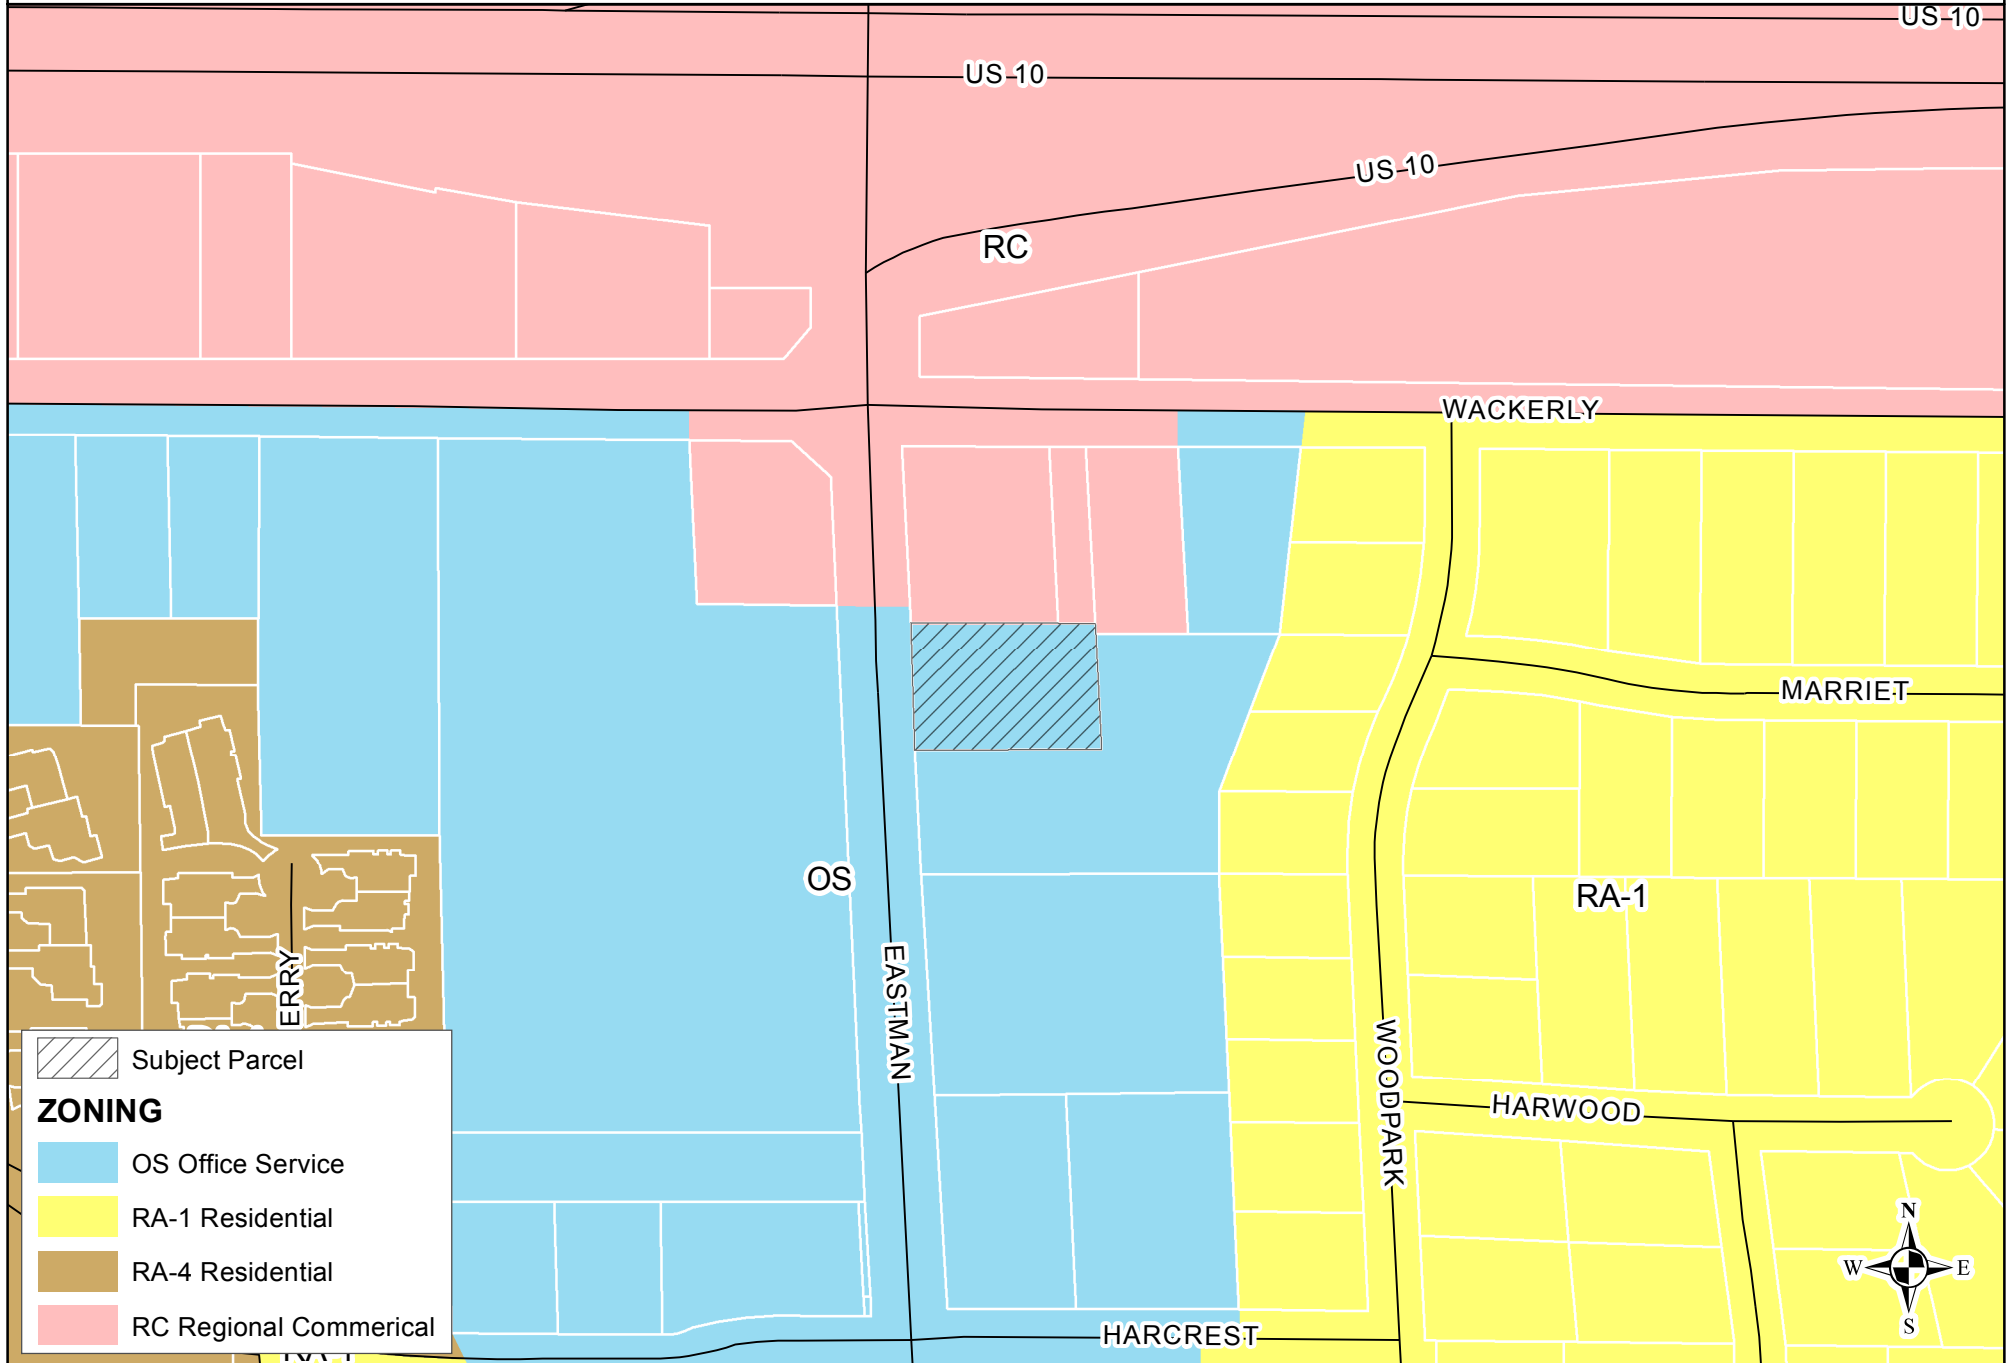 US 10
US 10
US 10
RC
WACKERLY
MARRIET
OS
RA-1
EASTMAN
ERRY
WOODPARK
HARWOOD
Subject Parcel
ZONING
OS Office Service
RA-1 Residential
RA-4 Residential
RC Regional Commerical
N
W
E
S
HARCREST